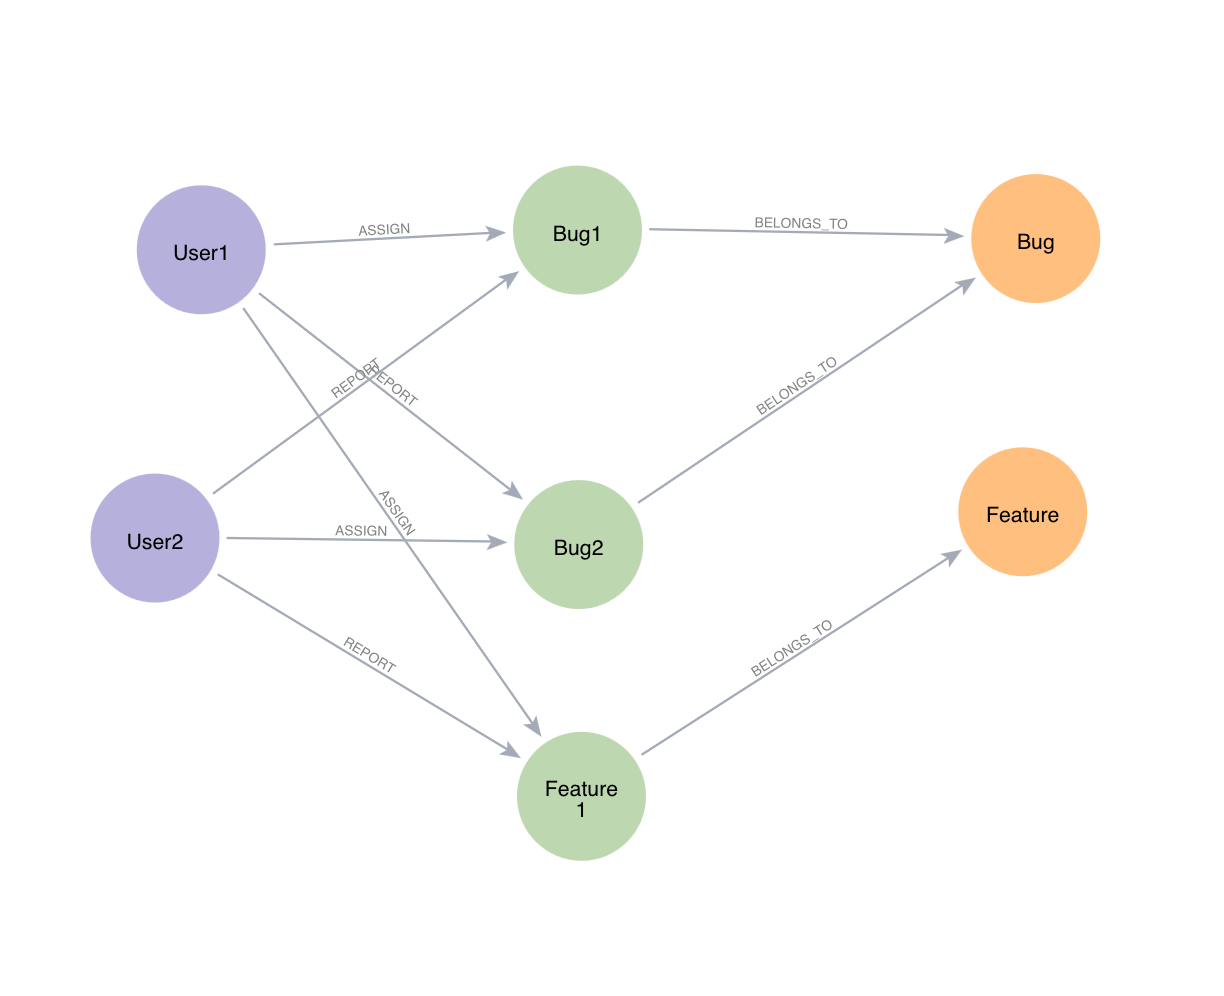 User1
ASSIGN
Bug1
BELONGS_TO
Bug
REPORT
REPORT
BELONGS_TO
ASSIGN
User2
ASSIGN
Bug2
Feature
REPORT
BELONGS_TO
Feature
1